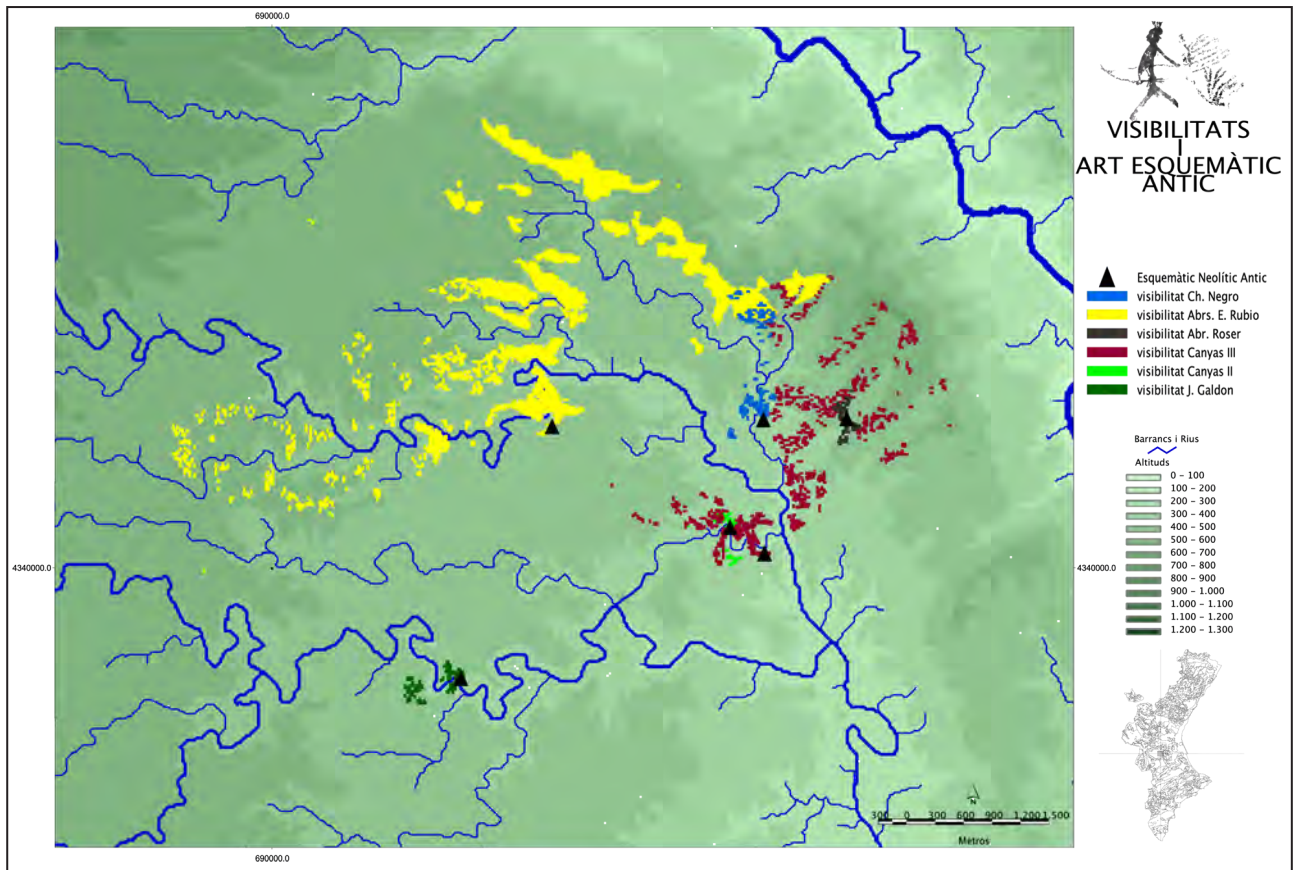 690000.0
VISIBILITATS
I
ART ESQUEMÀTIC
ANTIC
Esquemàtic Neolític Antic
visibilitat Ch. Negro
visibilitat Abrs. E. Rubio
visibilitat Abr. Roser
visibilitat Canyas III
visibilitat Canyas II
visibilitat J. Galdon
Barrancs i Rius
Altituds
0 - 100
100 - 200
200 - 300
300 - 400
400 - 500
500 - 600
600 - 700
700 - 800
800 - 900
900 - 1.000
1.000 - 1.100
1.100 - 1.200
1.200 - 1.300
4340000.0
4340000.0
N
300 0 300 600 900 1.200 1.500
Metros
690000.0